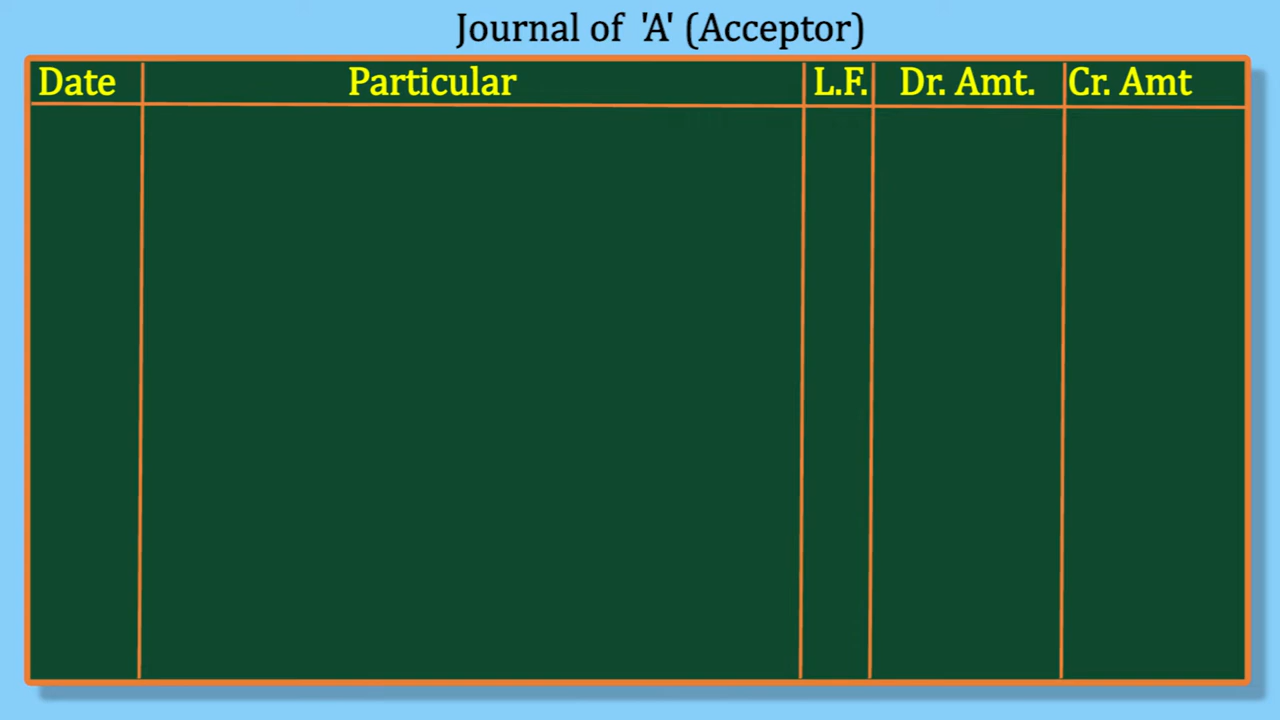 Journal of 'A' (Acceptor)
Date Particular L.F. Dr. Amt. Cr. Amt